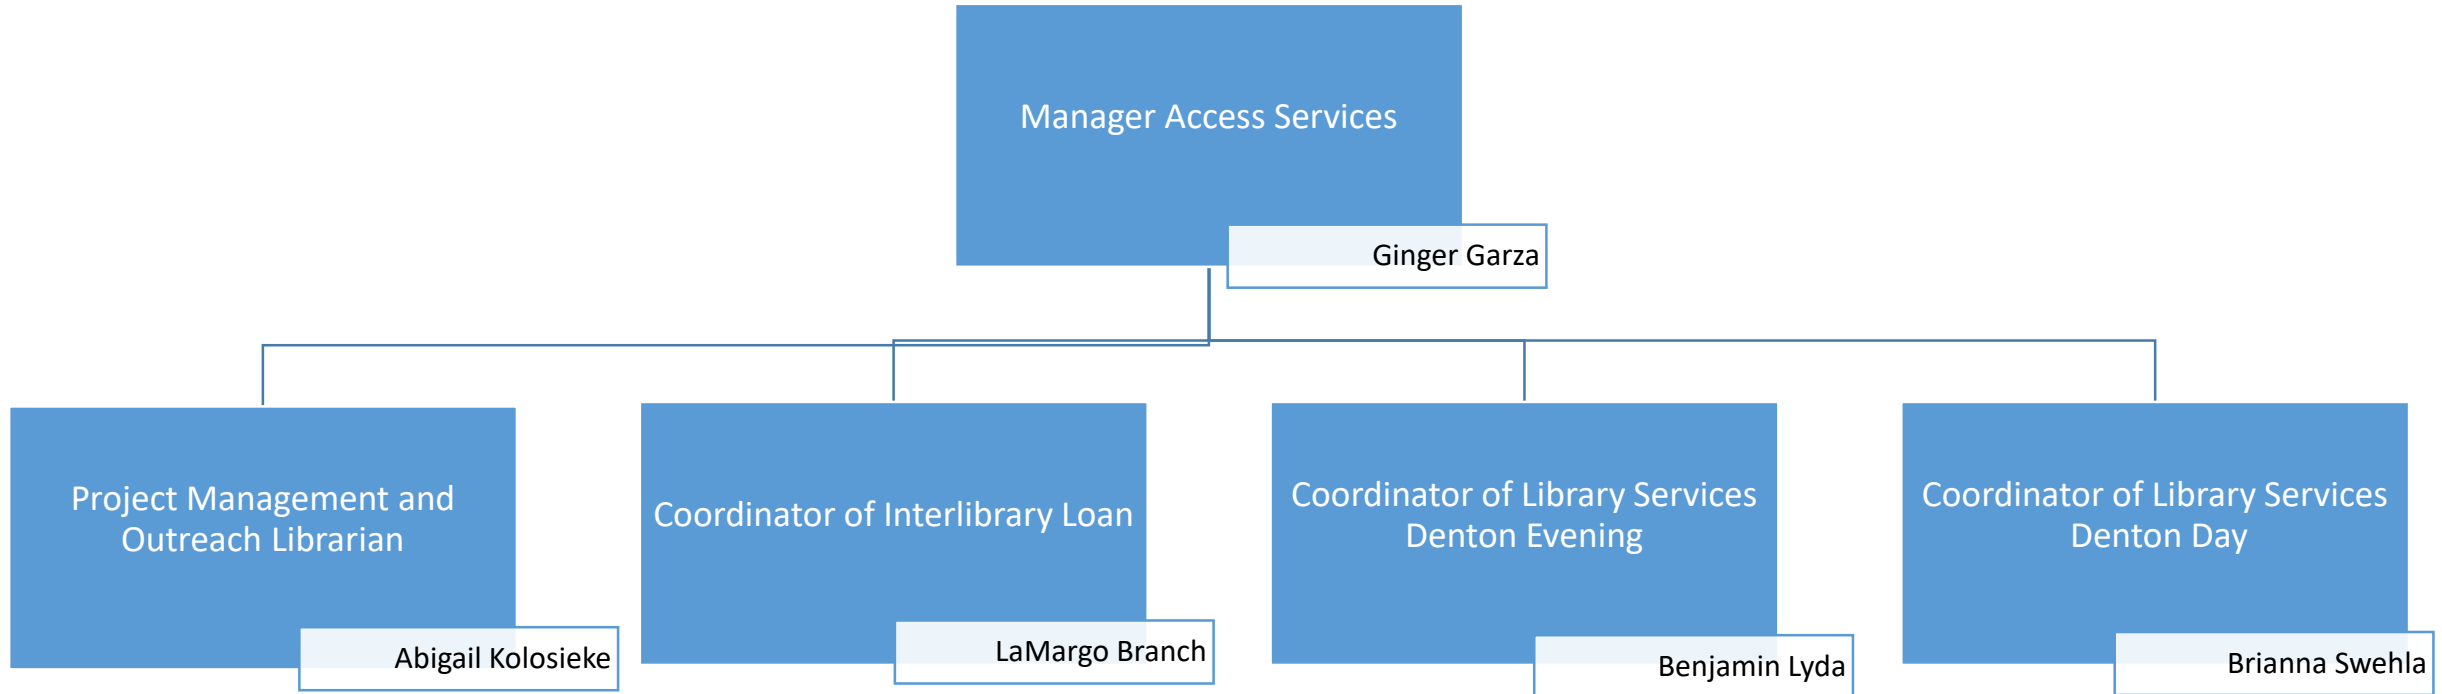 Manager Access Services
Ginger Garza
Project Management and
Outreach Librarian
Abigail Kolosieke
Coordinator of Interlibrary Loan
LaMargo Branch
Coordinator of Library Services
Denton Evening
Benjamin Lyda
Coordinator of Library Services
Denton Day
Brianna Swehla